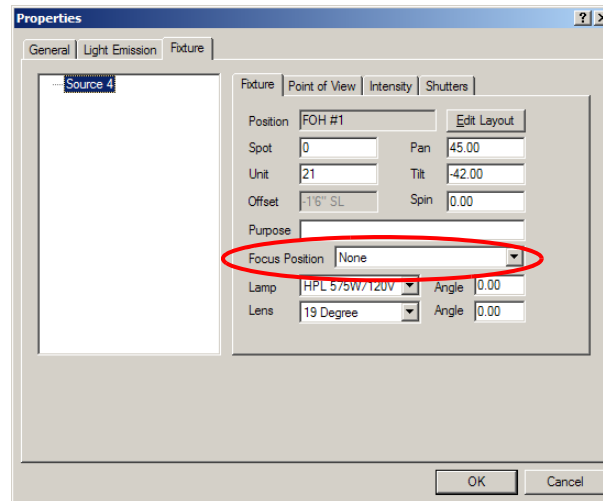 Properties
General Light Emission Fixture
Source 4
Fixture Point of View Intensity Shutters
Position FOH #1 Edit Layout
Spot 0 Pan 45.00
Unit 21 Tilt -42.00
Offset -1'6" SL Spin 0.00
Purpose
Focus Position None
Lamp HPL 575W/120V Angle 0.00
Lens 19 Degree Angle 0.00
OK Cancel